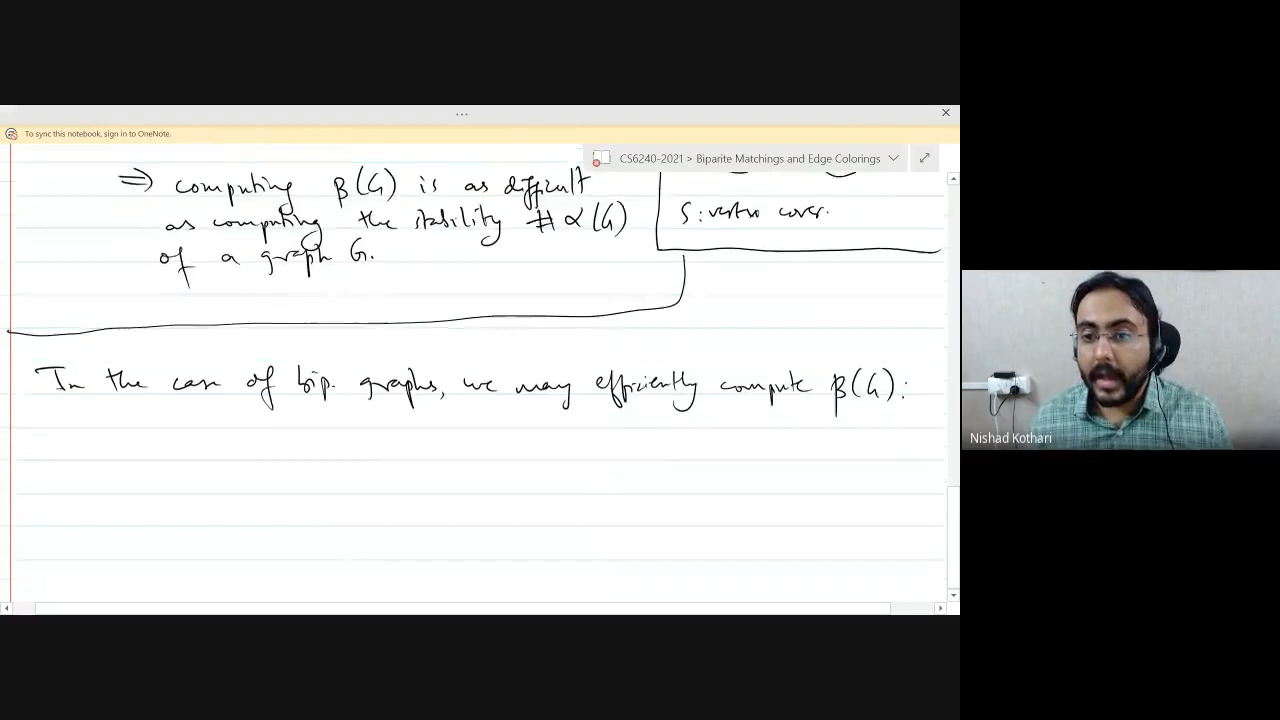 To sync this notebook, sign in to OneNote.
CS6240-2021 > Biparite Matchings and Edge Colorings
⇒ computing β(G) is as difficult
as computing the stability # α(G)
of a graph G.
S: vertex cover.
In the case of bip. graphs, we may efficiently compute β(G):
Nishad Kothari